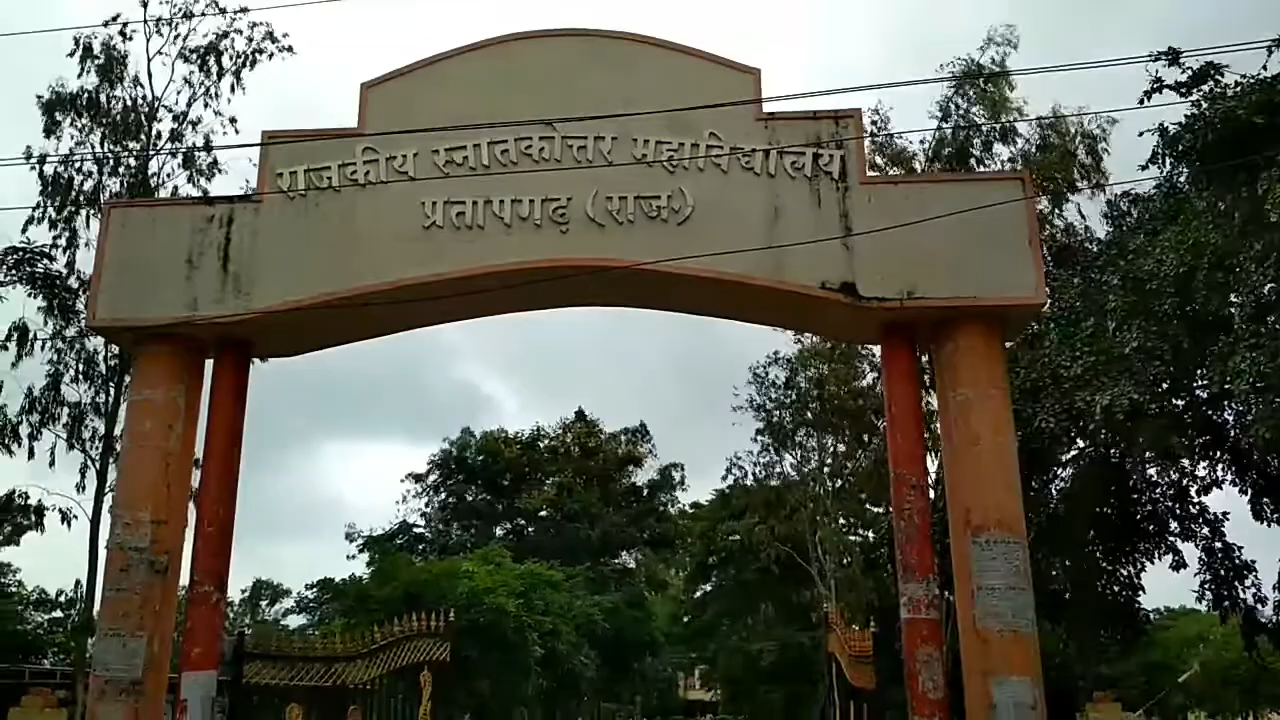 राजकीय स्नातकोत्तर महाविद्यालय
प्रतापगढ़ (राज॰)